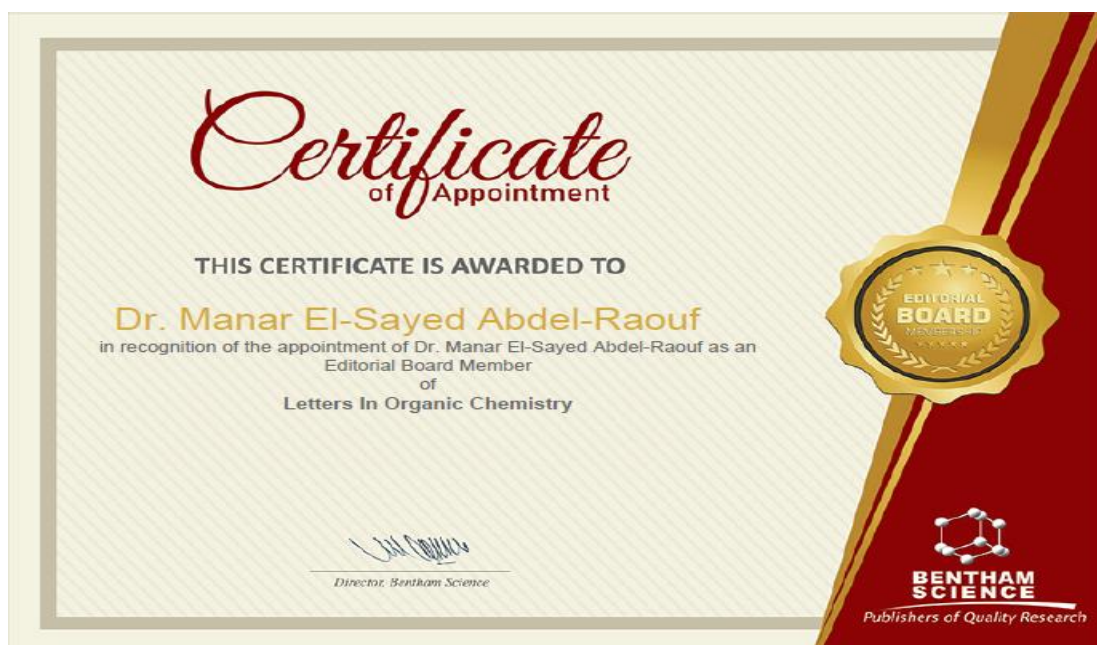 Certificate
of Appointment
THIS CERTIFICATE IS AWARDED TO
Dr. Manar El-Sayed Abdel-Raouf
in recognition of the appointment of Dr. Manar El-Sayed Abdel-Raouf as an
Editorial Board Member
of
Letters In Organic Chemistry
Director, Bentham Science
EDITORIAL
BOARD
MEMBERSHIP
BENTHAM
SCIENCE
Publishers of Quality Research